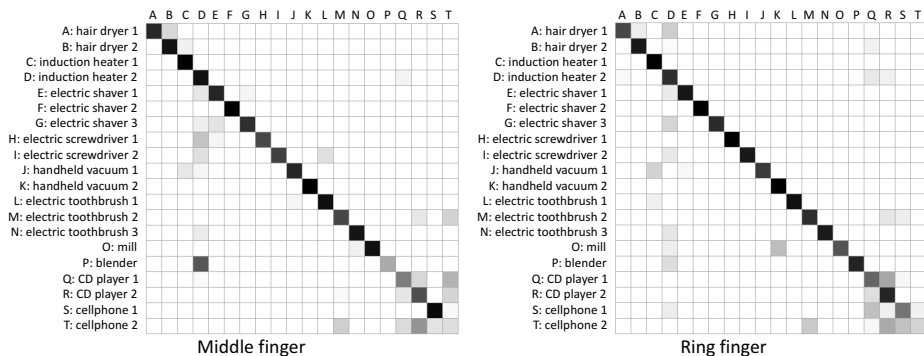 A B C D E F G H I J K L M N O P Q R S T
A: hair dryer 1
B: hair dryer 2
C: induction heater 1
D: induction heater 2
E: electric shaver 1
F: electric shaver 2
G: electric shaver 3
H: electric screwdriver 1
I: electric screwdriver 2
J: handheld vacuum 1
K: handheld vacuum 2
L: electric toothbrush 1
M: electric toothbrush 2
N: electric toothbrush 3
O: mill
P: blender
Q: CD player 1
R: CD player 2
S: cellphone 1
T: cellphone 2
Middle finger
A B C D E F G H I J K L M N O P Q R S T
A: hair dryer 1
B: hair dryer 2
C: induction heater 1
D: induction heater 2
E: electric shaver 1
F: electric shaver 2
G: electric shaver 3
H: electric screwdriver 1
I: electric screwdriver 2
J: handheld vacuum 1
K: handheld vacuum 2
L: electric toothbrush 1
M: electric toothbrush 2
N: electric toothbrush 3
O: mill
P: blender
Q: CD player 1
R: CD player 2
S: cellphone 1
T: cellphone 2
Ring finger